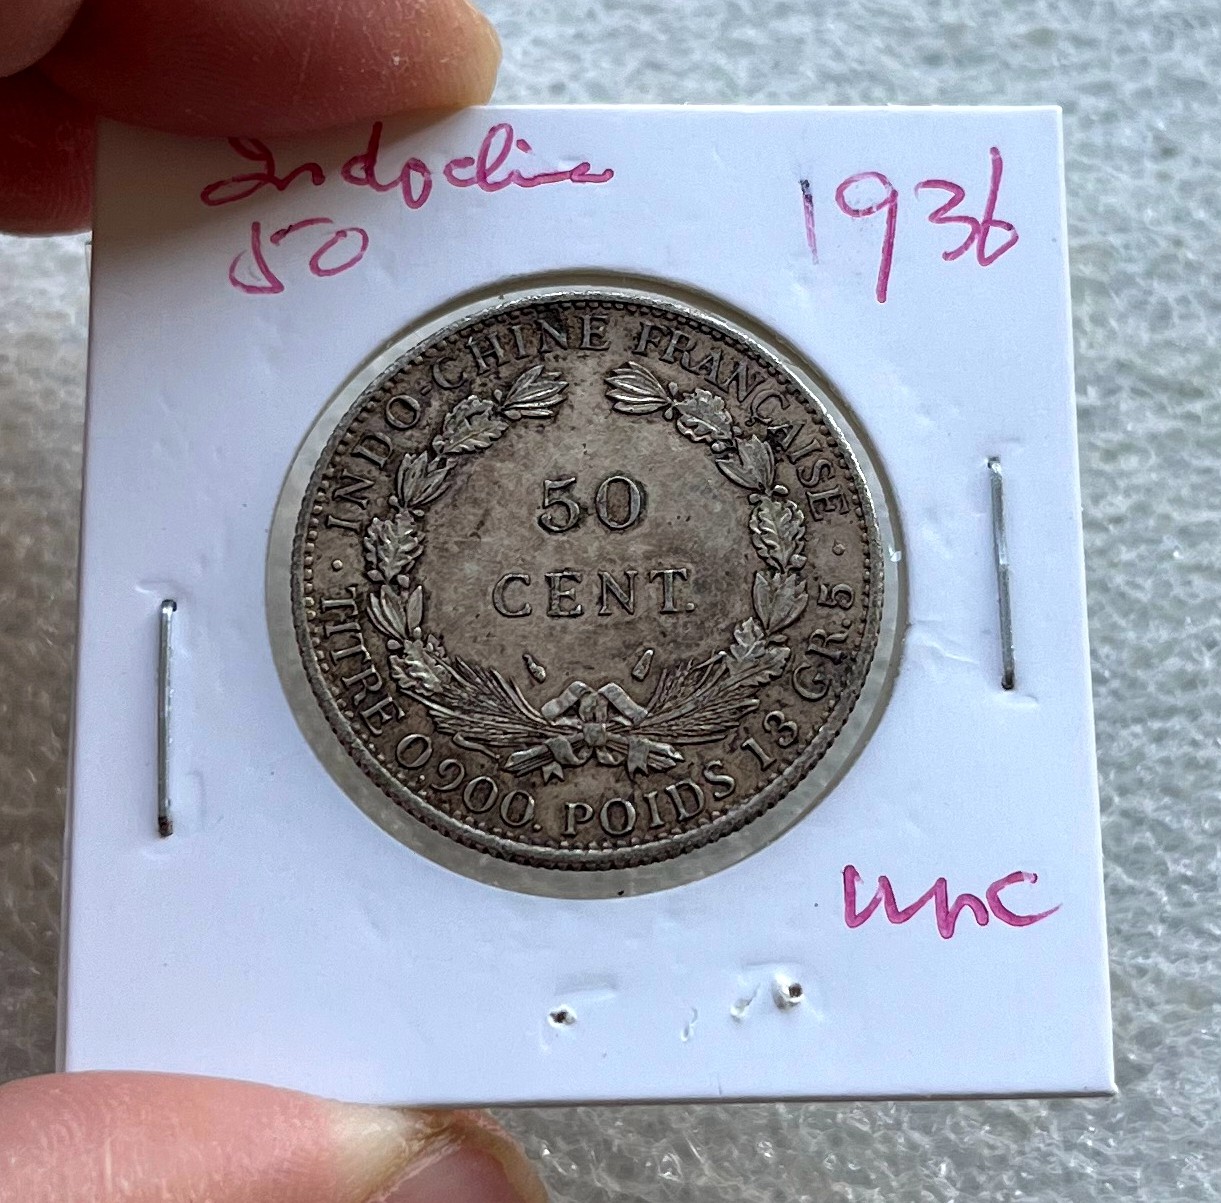 Indochine
50
1936
INDO-CHINE FRANÇAISE
50
CENT.
TITRE 0,900. POIDS 13 GR. 5
unc